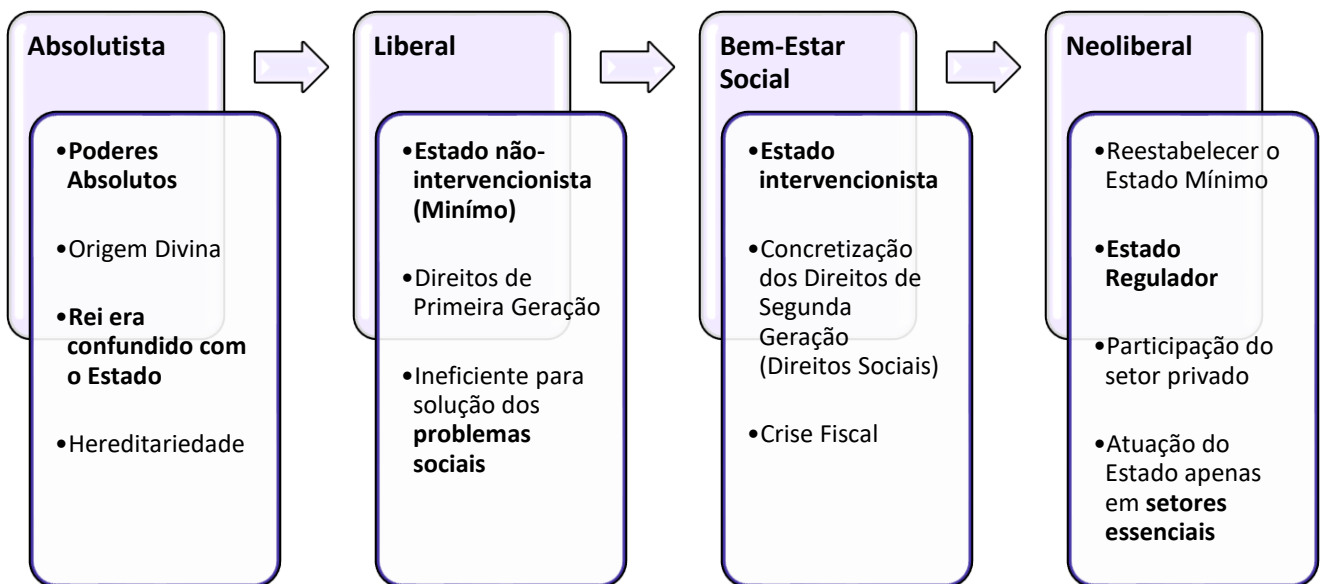 Absolutista
•Poderes
Absolutos
•Origem Divina
•Rei era
confundido com
o Estado
•Hereditariedade
Liberal
•Estado não-
intervencionista
(Minímo)
•Direitos de
Primeira Geração
•Ineficiente para
solução dos
problemas
sociais
Bem-Estar
Social
•Estado
intervencionista
•Concretização
dos Direitos de
Segunda
Geração
(Direitos Sociais)
•Crise Fiscal
Neoliberal
•Reestabelecer o
Estado Mínimo
•Estado
Regulador
•Participação do
setor privado
•Atuação do
Estado apenas
em setores
essenciais